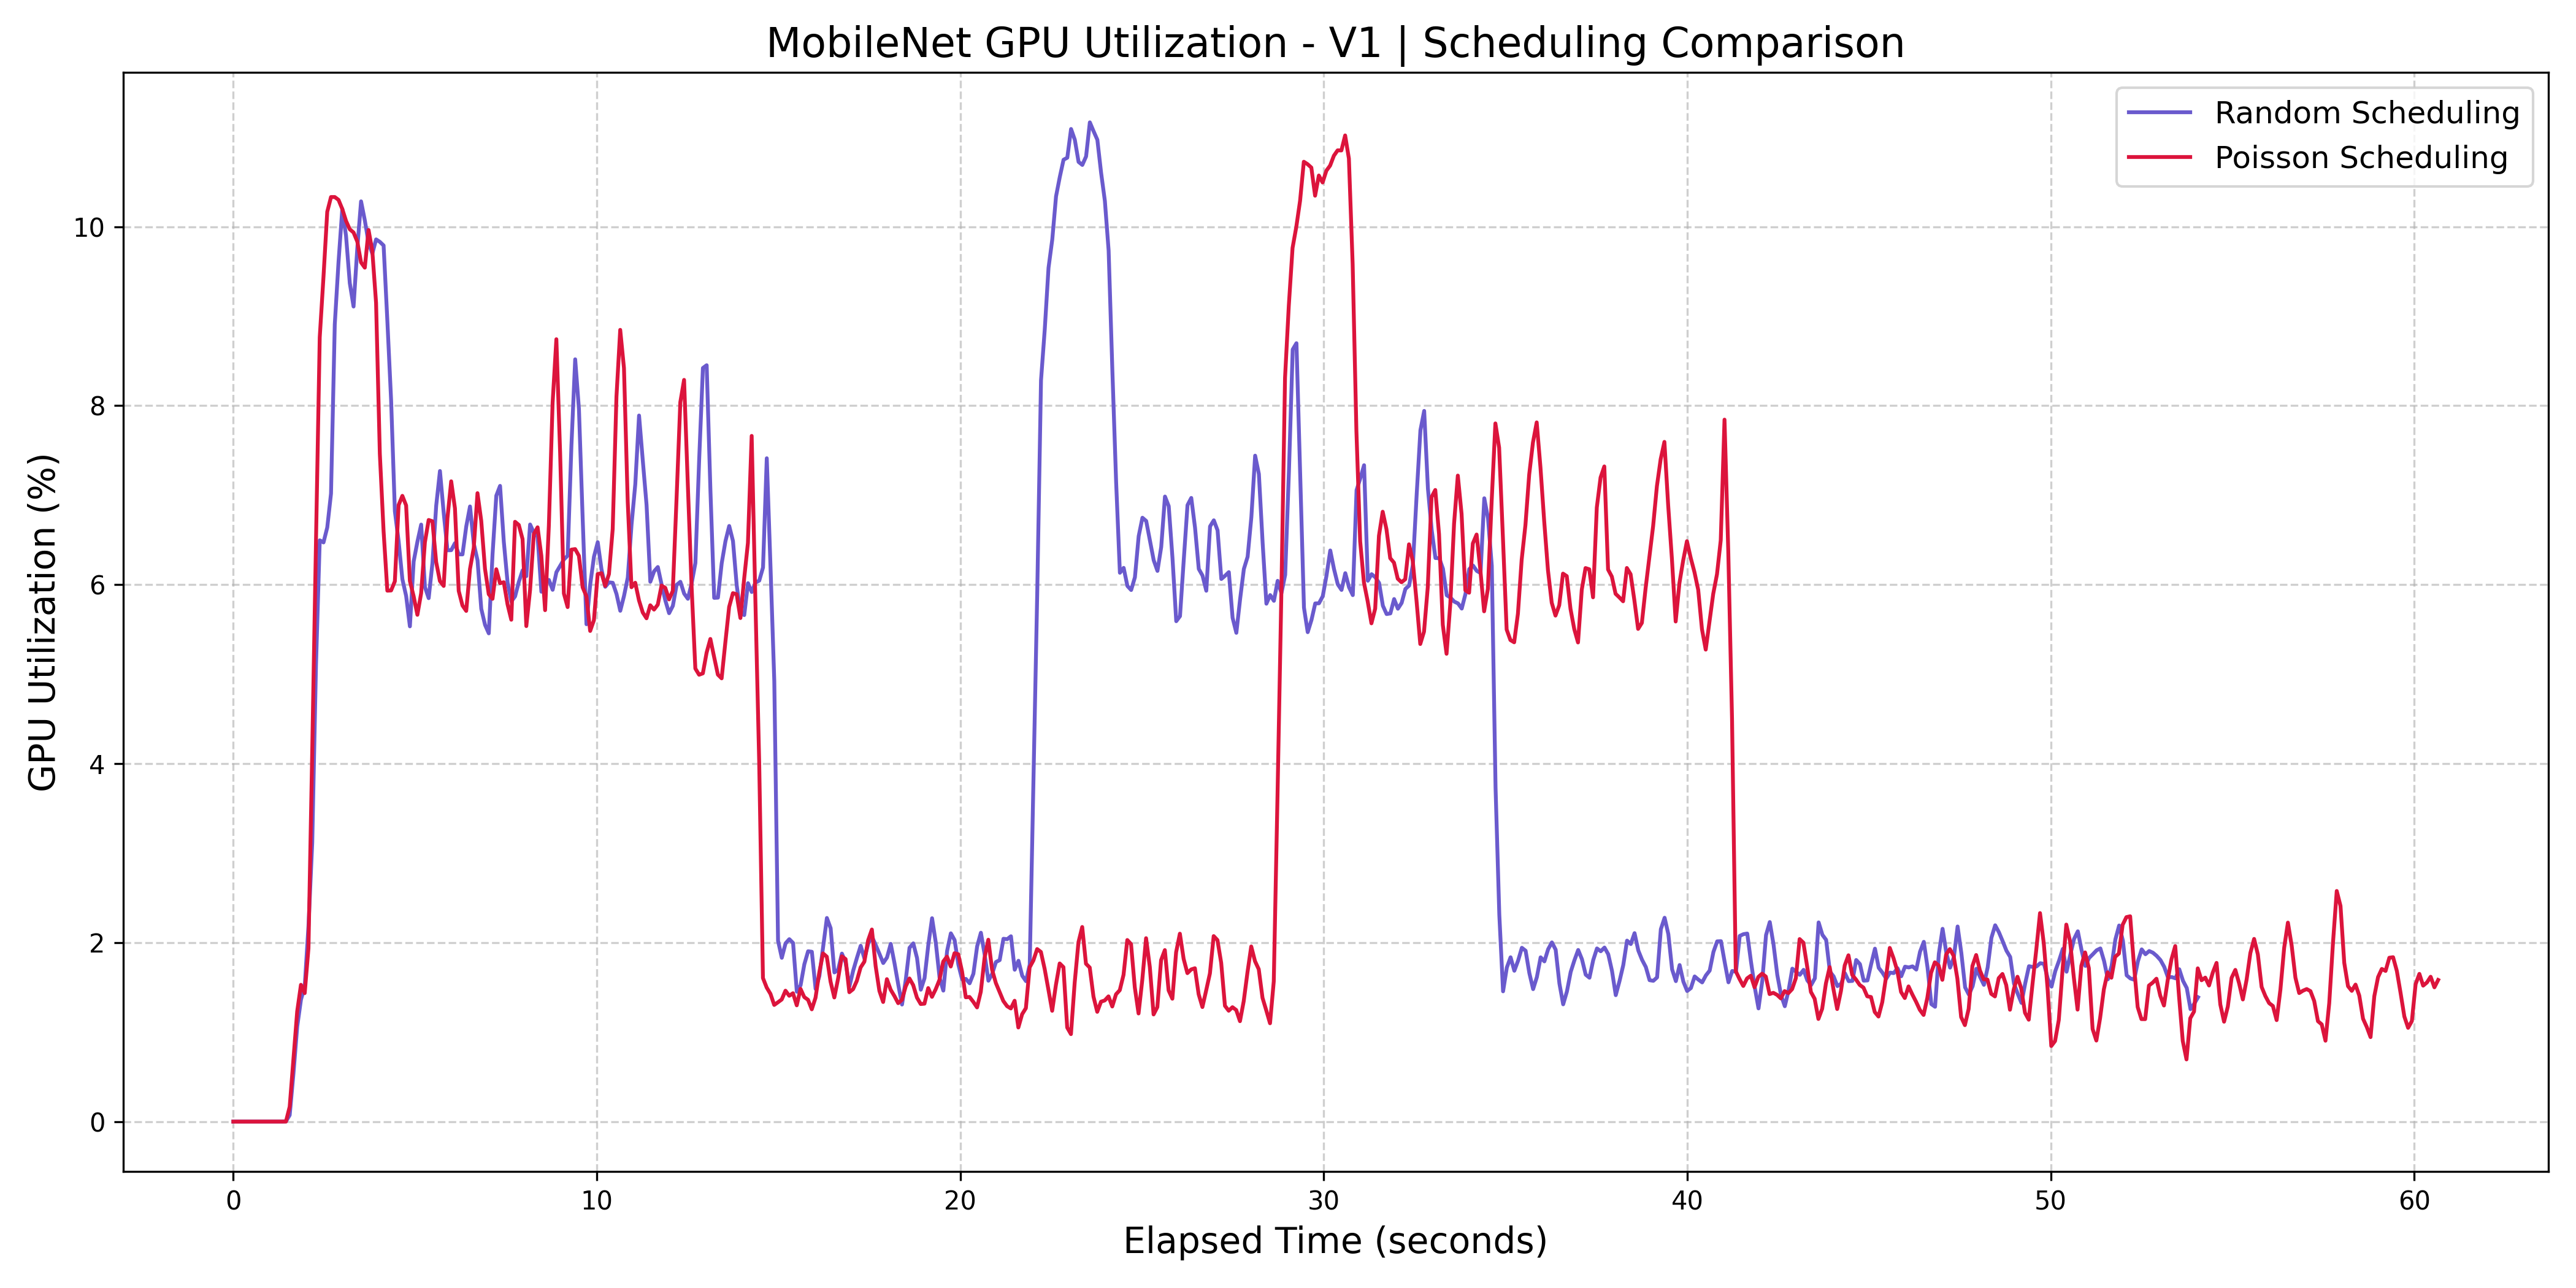 MobileNet GPU Utilization - V1 | Scheduling Comparison
Random Scheduling
Poisson Scheduling
GPU Utilization (%)
10
8
6
4
2
0
0 10 20 30 40 50 60
Elapsed Time (seconds)